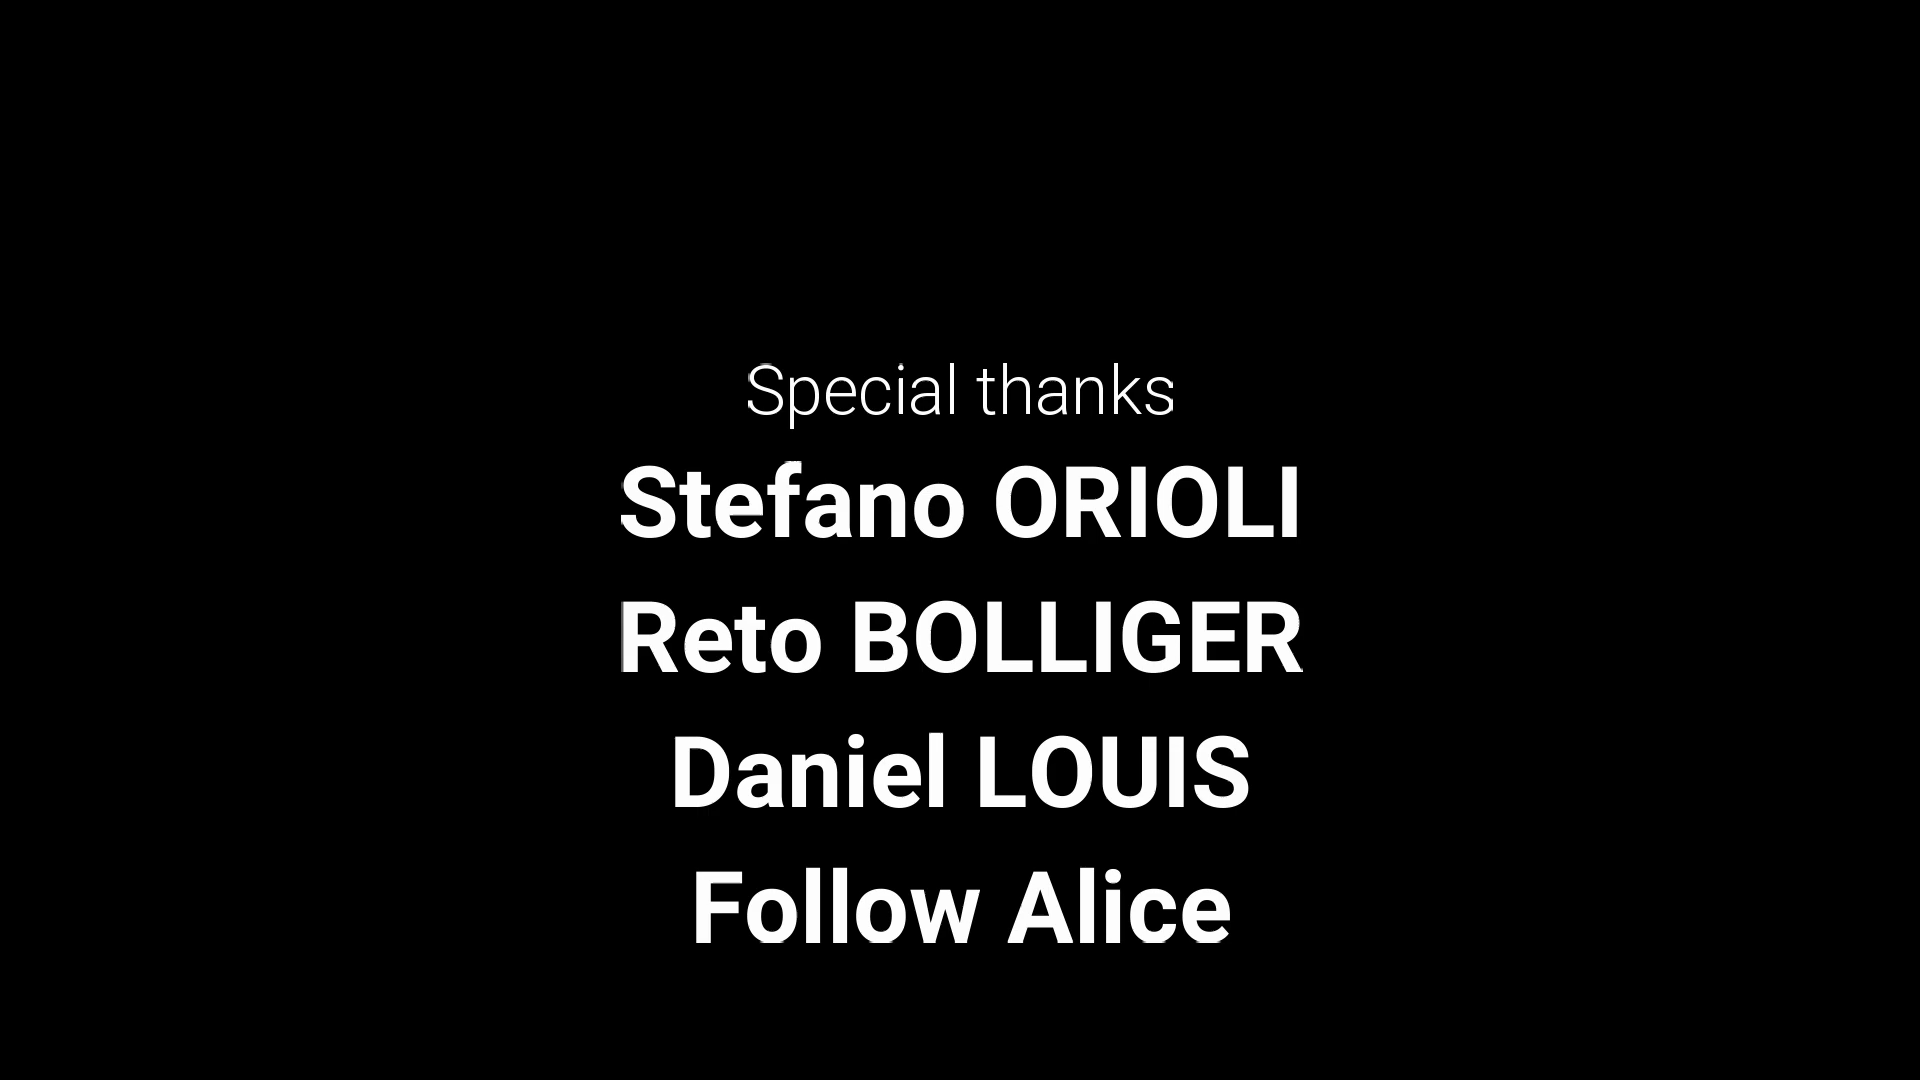 Special thanks
Stefano ORIOLI
Reto BOLLIGER
Daniel LOUIS
Follow Alice